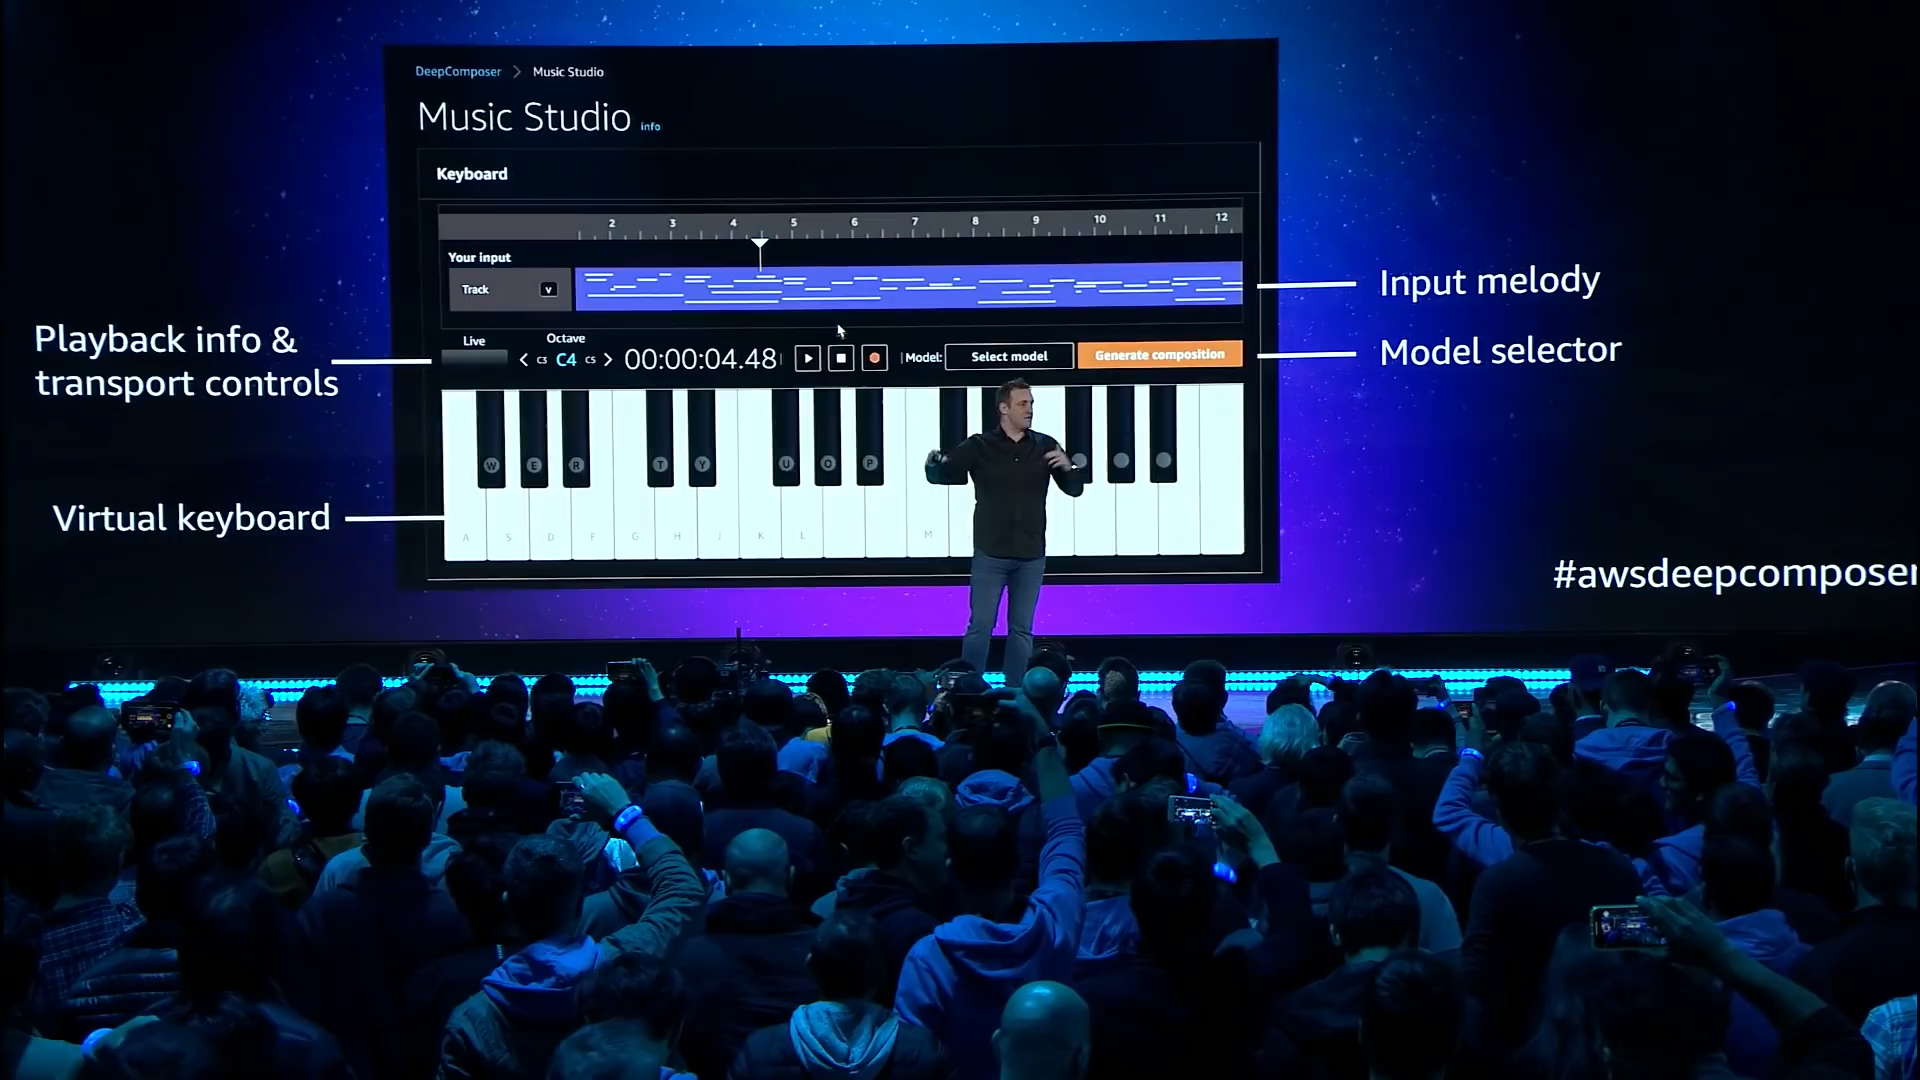 DeepComposer > Music Studio
Music Studio info
Keyboard
2 3 4 5 6 7 8 9 10 11 12
Your input
Track v
Input melody
Playback info &
transport controls
Live
Octave
< C3 C4 C5 > 00:00:04.48 Model: Select model Generate composition
Model selector
W E R T Y U O P
Virtual keyboard
A S D F G H J K L M
#awsdeepcomposer